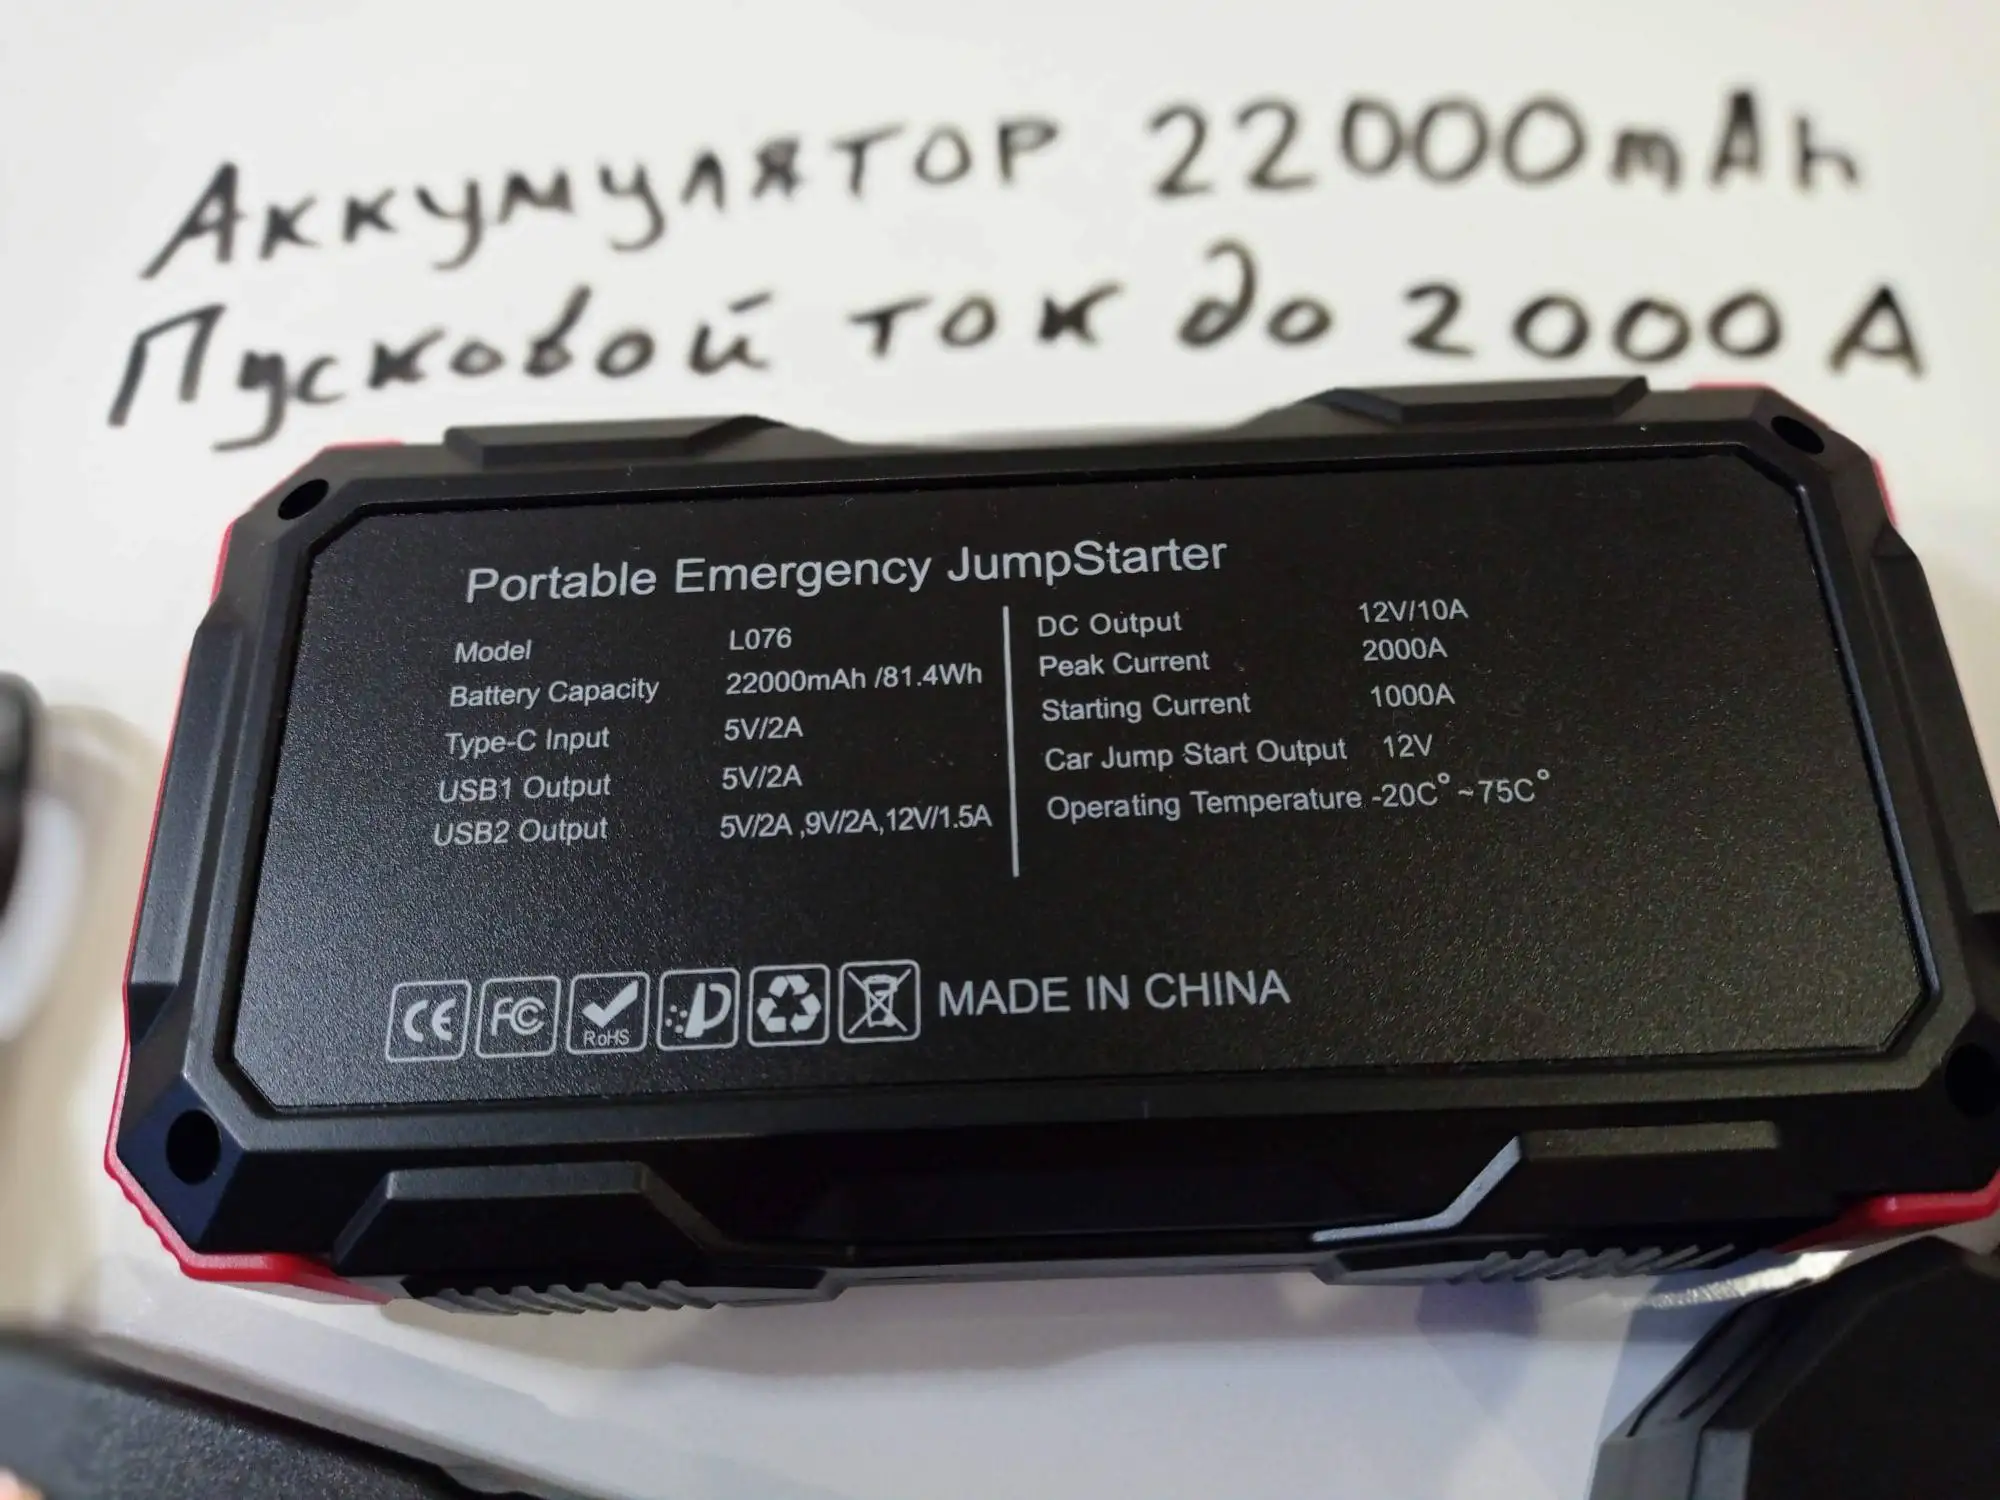 Аккумулятор 22000mAh
Пусковой ток до 2000А
Portable Emergency JumpStarter
Model L076
Battery Capacity 22000mAh /81.4Wh
Type-C Input 5V/2A
USB1 Output 5V/2A
USB2 Output 5V/2A ,9V/2A,12V/1.5A
DC Output 12V/10A
Peak Current 2000A
Starting Current 1000A
Car Jump Start Output 12V
Operating Temperature -20C°~75C°
CE FC RoHS MADE IN CHINA